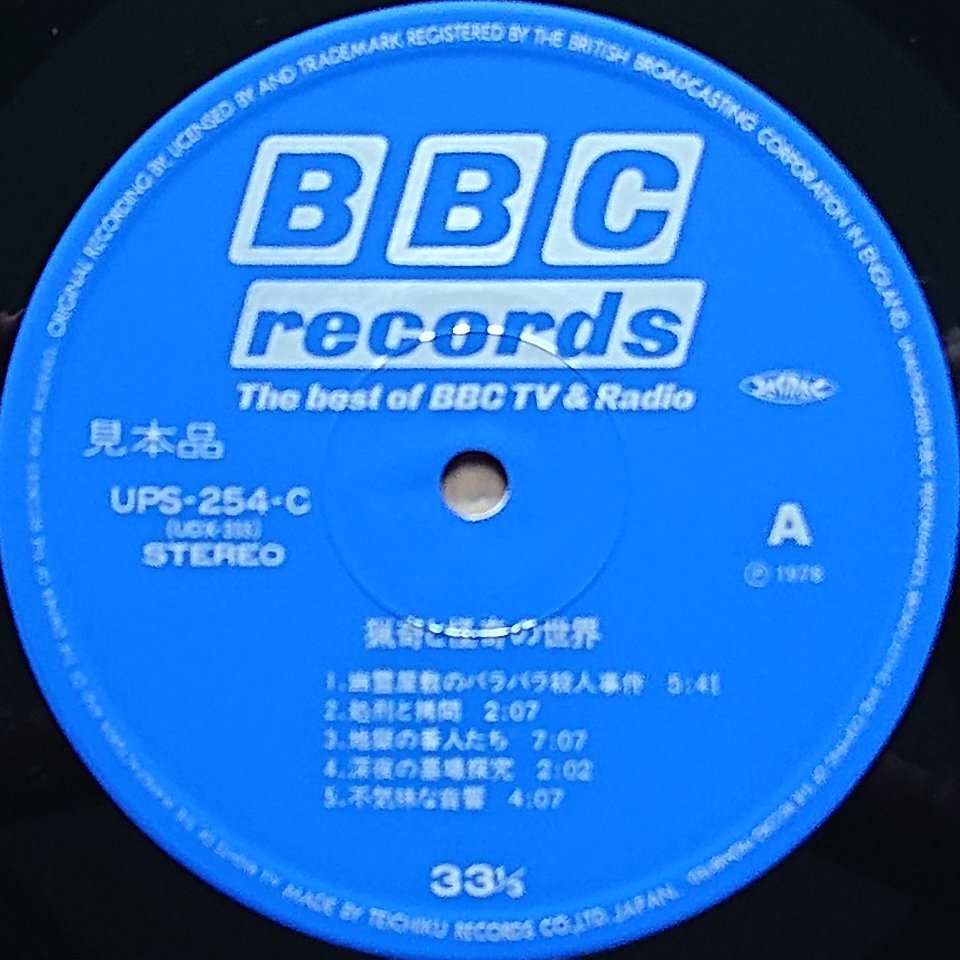 ORIGINAL RECORDING BY, LICENSED BY AND TRADEMARK REGISTERED BY THE BRITISH BROADCASTING CORPORATION IN ENGLAND.
BBC
records
The best of BBC TV & Radio
見本品
UPS-254-C
STEREO
A
Ⓟ 1978
猟奇と怪奇の世界
1.幽霊屋敷のバラバラ殺人事件 5:41
2.処刑と拷問 2:07
3.地獄の番人たち 7:07
4.深夜の墓場探究 2:02
5.不気味な音響 4:07
33⅓
MADE BY TEICHIKU RECORDS CO., LTD. JAPAN.